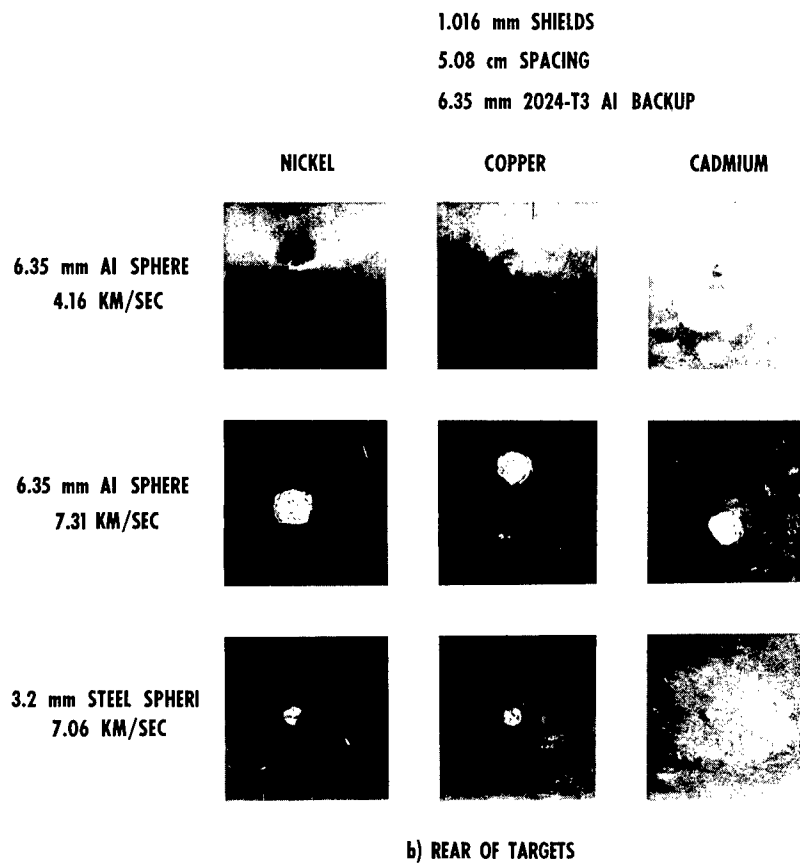 1.016 mm SHIELDS
5.08 cm SPACING
6.35 mm 2024-T3 Al BACKUP
NICKEL COPPER CADMIUM
6.35 mm Al SPHERE
4.16 KM/SEC
6.35 mm Al SPHERE
7.31 KM/SEC
3.2 mm STEEL SPHERI
7.06 KM/SEC
b) REAR OF TARGETS